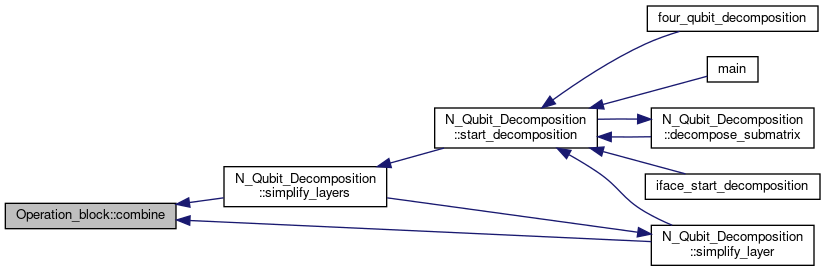 four_qubit_decomposition
main
N_Qubit_Decomposition
::start_decomposition
N_Qubit_Decomposition
::decompose_submatrix
N_Qubit_Decomposition
::simplify_layers
iface_start_decomposition
Operation_block::combine
N_Qubit_Decomposition
::simplify_layer